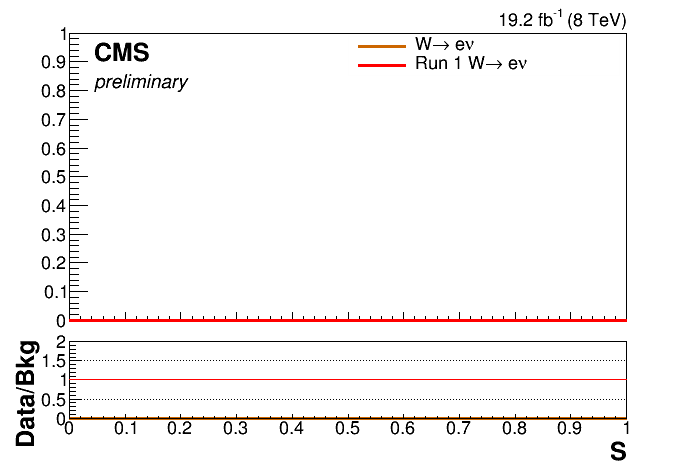 19.2 fb⁻¹ (8 TeV)
CMS
preliminary
W→ eν
Run 1 W→ eν
1
0.9
0.8
0.7
0.6
0.5
0.4
0.3
0.2
0.1
0
Data/Bkg
2
1.5
1
0.5
0
0 0.1 0.2 0.3 0.4 0.5 0.6 0.7 0.8 0.9 1
S